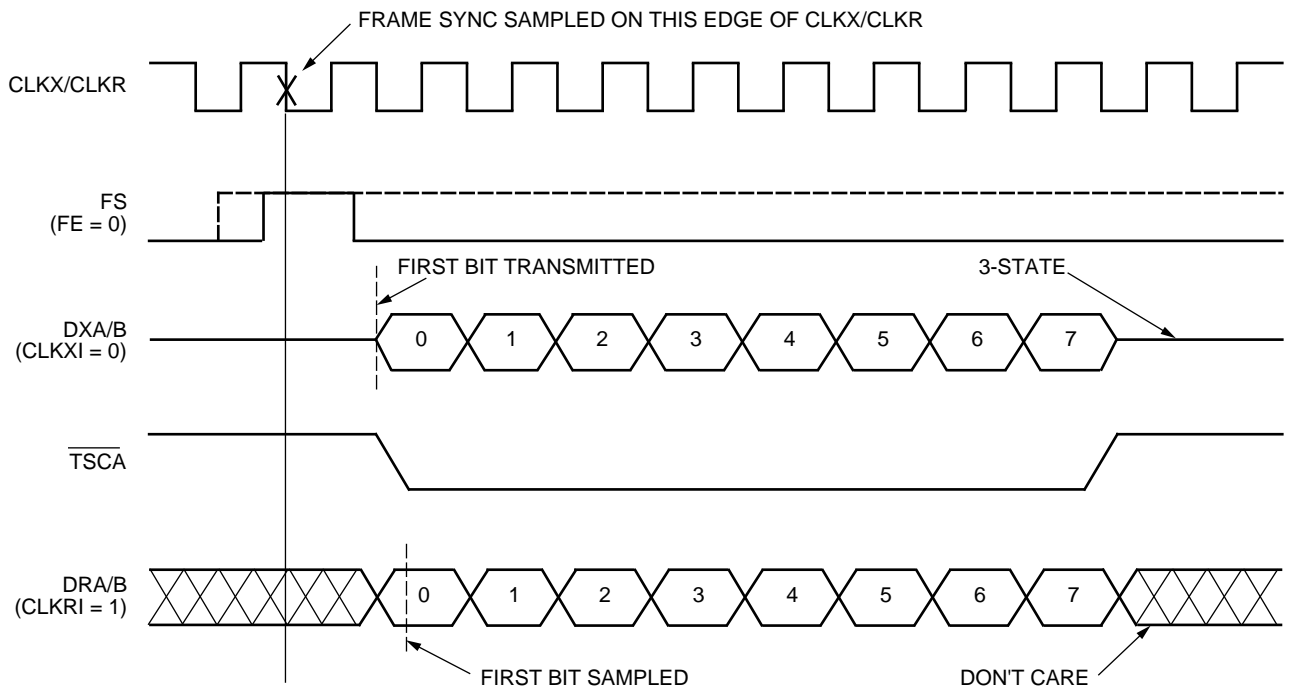 FRAME SYNC SAMPLED ON THIS EDGE OF CLKX/CLKR
CLKX/CLKR
FS
(FE = 0)
FIRST BIT TRANSMITTED
3-STATE
DXA/B
(CLKXI = 0)
0 1 2 3 4 5 6 7
TSCA
DRA/B
(CLKRI = 1)
0 1 2 3 4 5 6 7
FIRST BIT SAMPLED
DON'T CARE